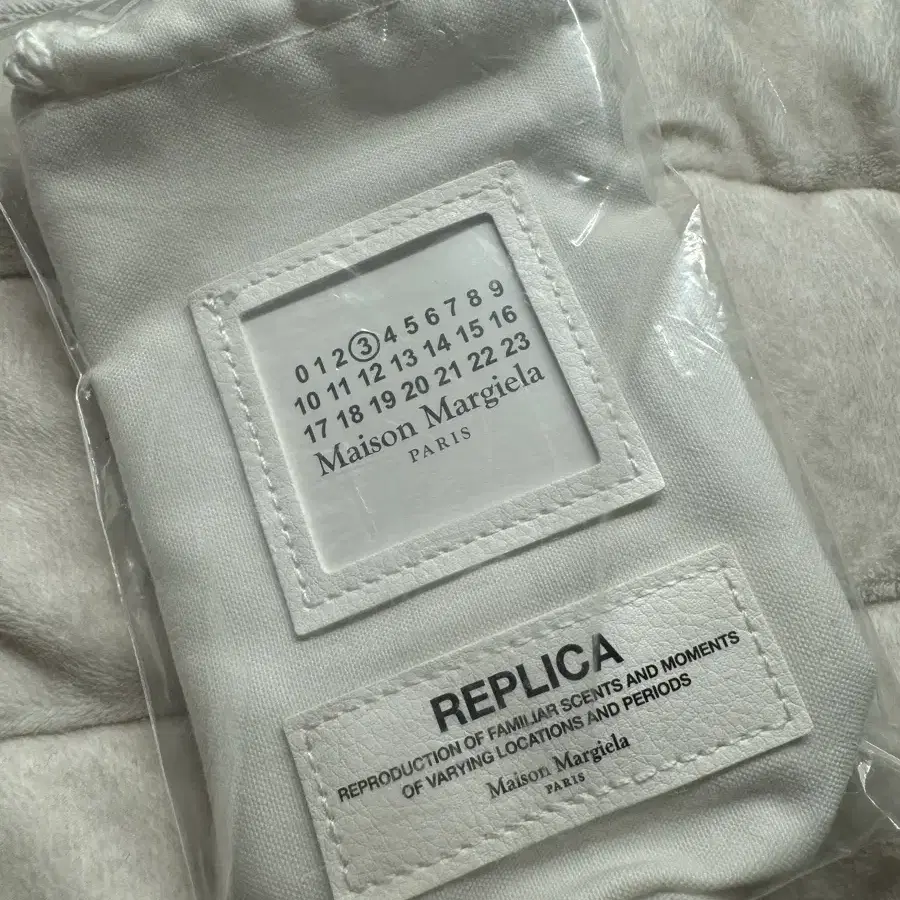 0 1 2 3 4 5 6 7 8 9
10 11 12 13 14 15 16
17 18 19 20 21 22 23
Maison Margiela
PARIS
REPLICA
REPRODUCTION OF FAMILIAR SCENTS AND MOMENTS
OF VARYING LOCATIONS AND PERIODS
Maison Margiela
PARIS